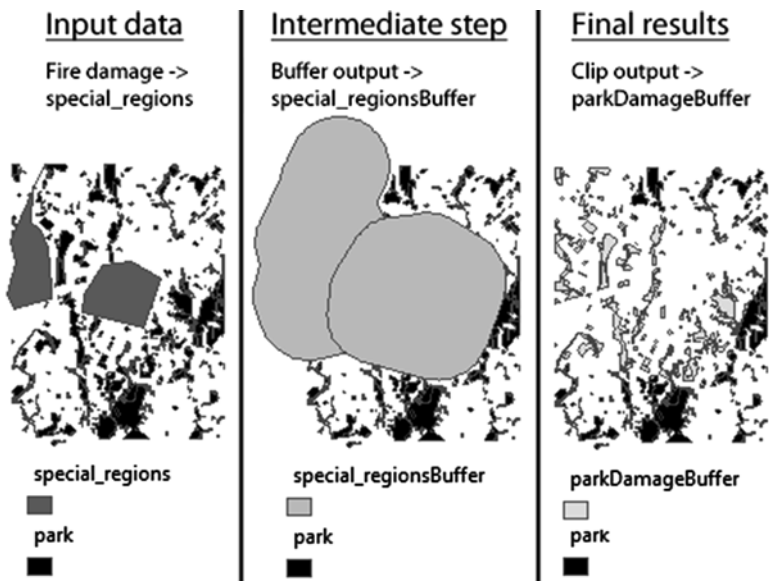 Input data
Fire damage ->
special_regions
special_regions
park
Intermediate step
Buffer output ->
special_regionsBuffer
special_regionsBuffer
park
Final results
Clip output ->
parkDamageBuffer
parkDamageBuffer
park